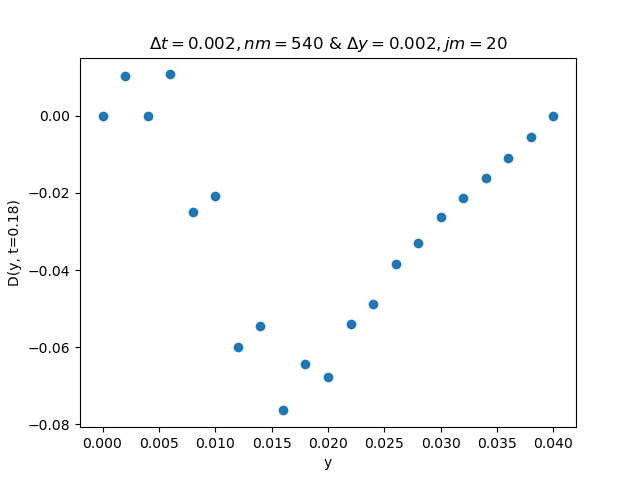 Δt = 0.002, nm = 540 & Δy = 0.002, jm = 20
0.00
−0.02
−0.04
−0.06
−0.08
D(y, t=0.18)
0.000 0.005 0.010 0.015 0.020 0.025 0.030 0.035 0.040
y